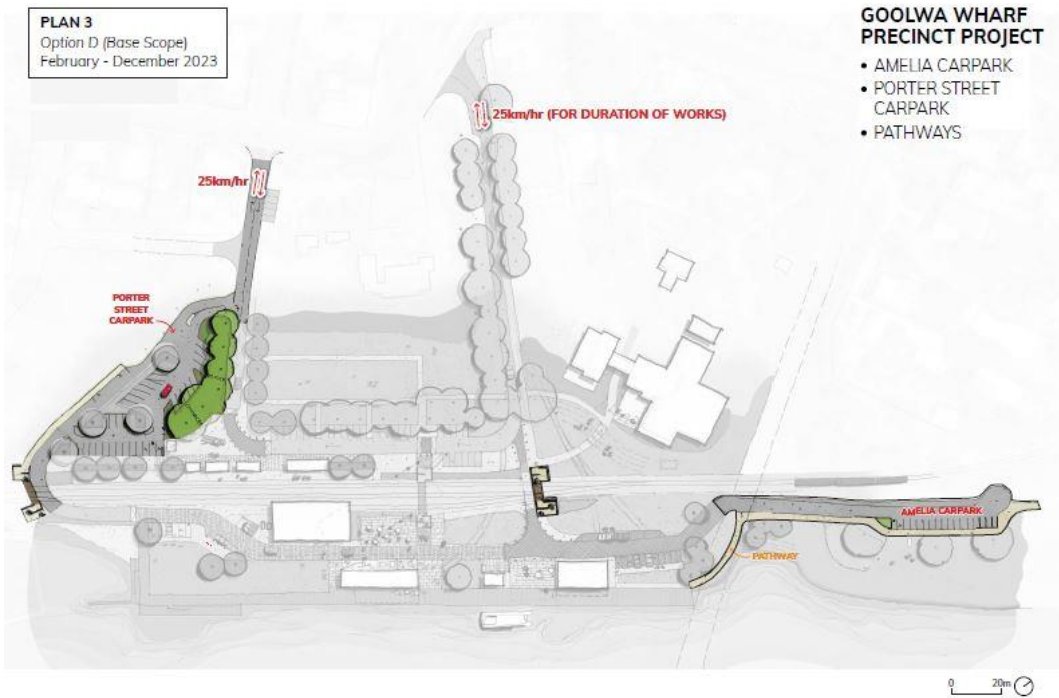 PLAN 3
Option D (Base Scope)
February - December 2023
GOOLWA WHARF
PRECINCT PROJECT
• AMELIA CARPARK
• PORTER STREET
CARPARK
• PATHWAYS
25km/hr (FOR DURATION OF WORKS)
25km/hr
PORTER
STREET
CARPARK
AMELIA CARPARK
PATHWAY
0 20m